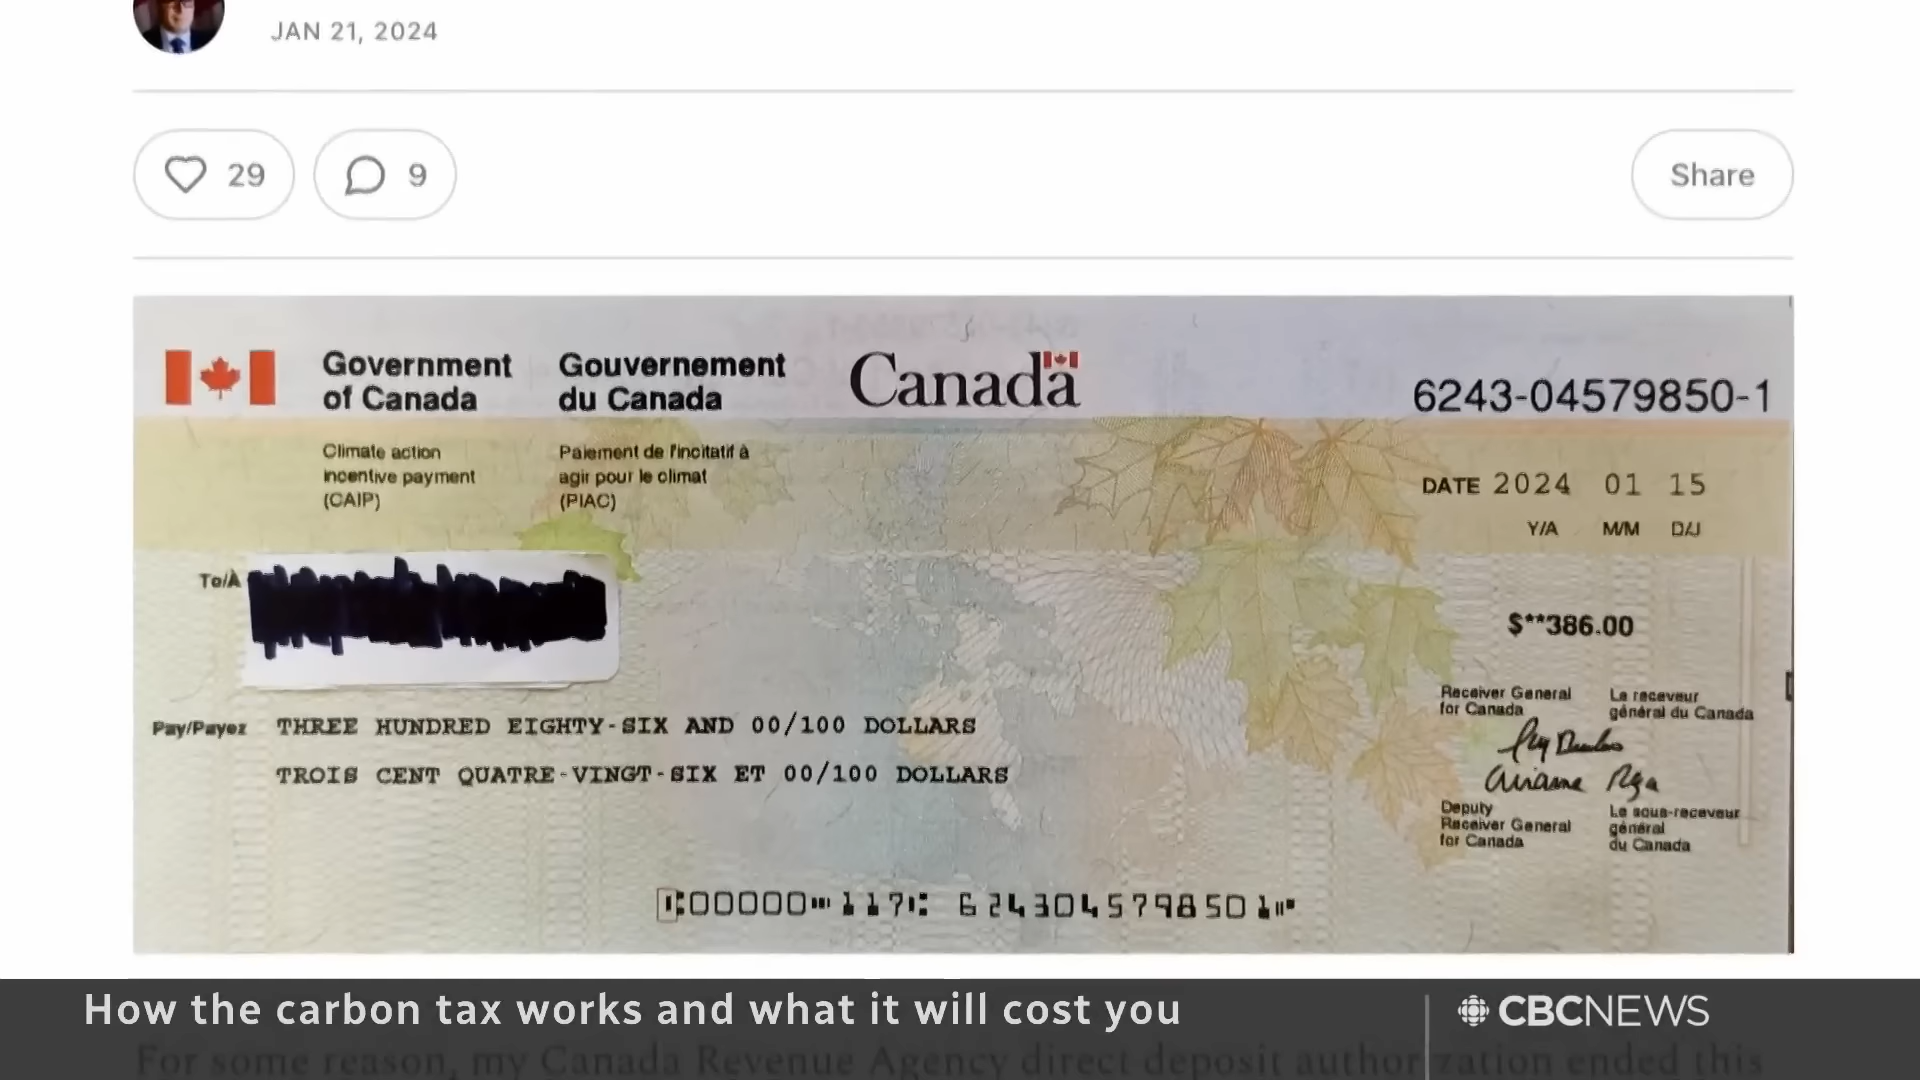 JAN 21, 2024
29
9
Share
Government of Canada
Gouvernement du Canada
Canada
6243-04579850-1
Climate action incentive payment (CAIP)
Paiement de l'incitatif à agir pour le climat (PIAC)
DATE 2024 01 15
Y/A M/M D/J
To/À
$**386.00
Pay/Payez THREE HUNDRED EIGHTY-SIX AND 00/100 DOLLARS
TROIS CENT QUATRE-VINGT-SIX ET 00/100 DOLLARS
Receiver General for Canada
Le receveur général du Canada
Deputy Receiver General for Canada
Le sous-receveur général du Canada
00000 117 6243045798501
How the carbon tax works and what it will cost you
CBCNEWS
For some reason, my Canada Revenue Agency direct deposit authorization ended this